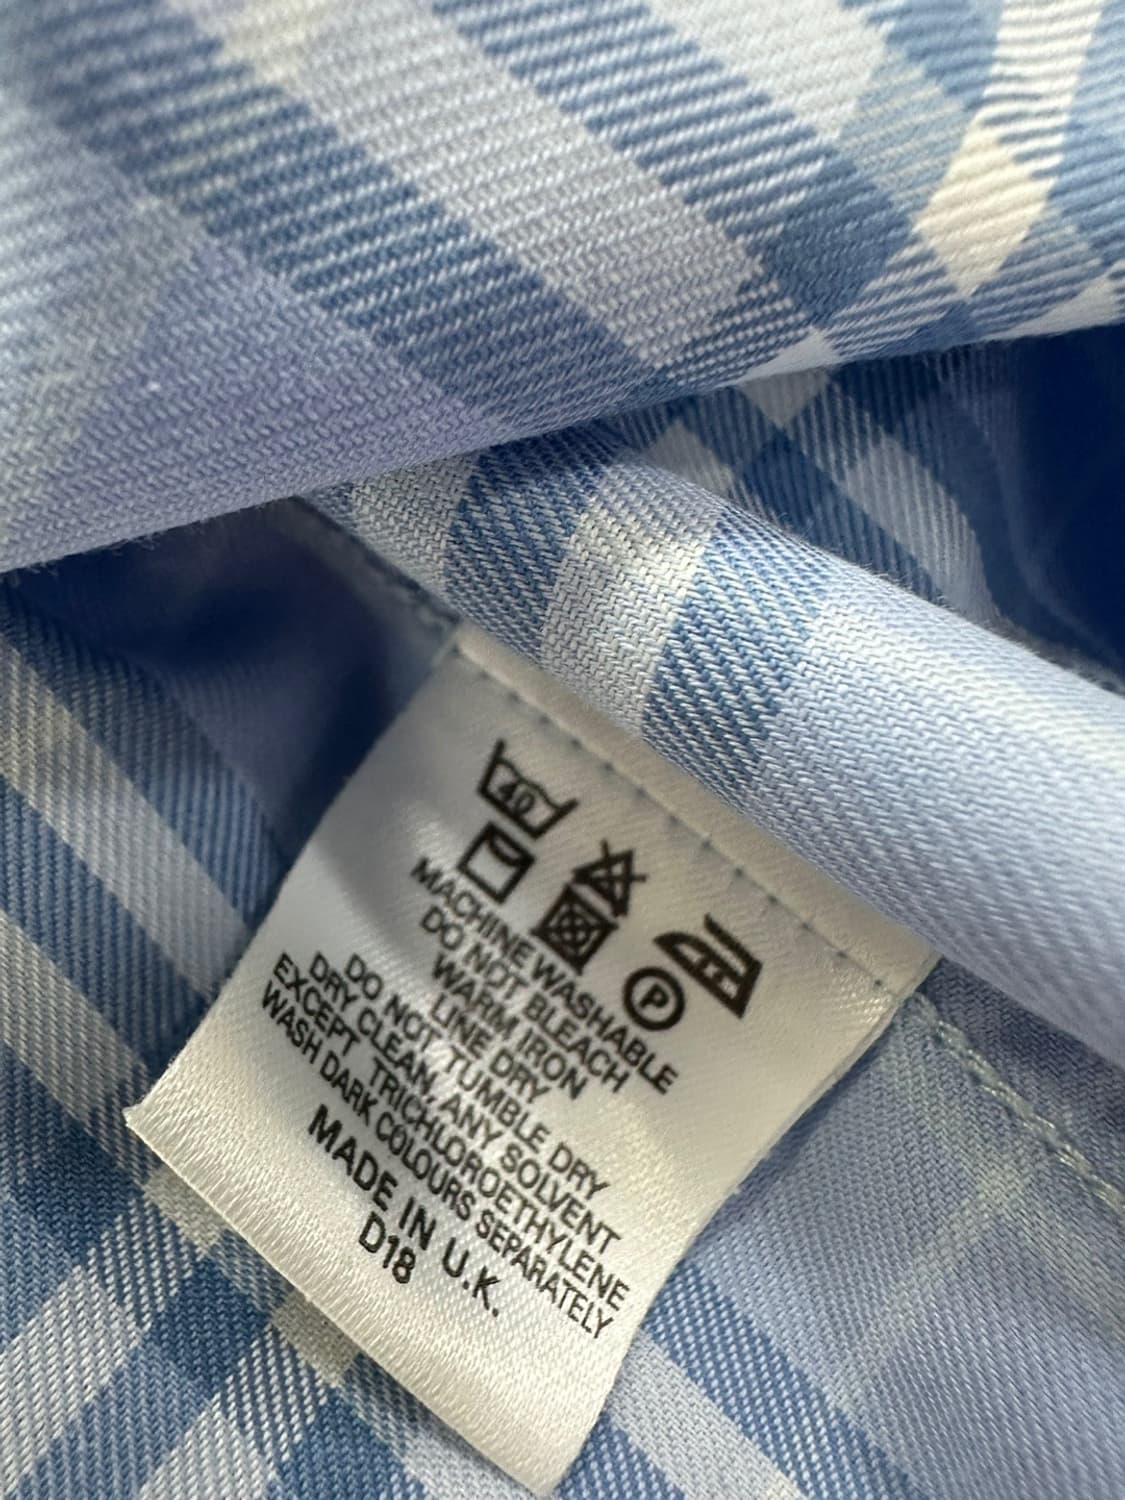 40
P
MACHINE WASHABLE
DO NOT BLEACH
WARM IRON
LINE DRY
DO NOT TUMBLE DRY
DRY CLEAN, ANY SOLVENT
EXCEPT TRICHLOROETHYLENE
WASH DARK COLOURS SEPARATELY
MADE IN U.K.
D18